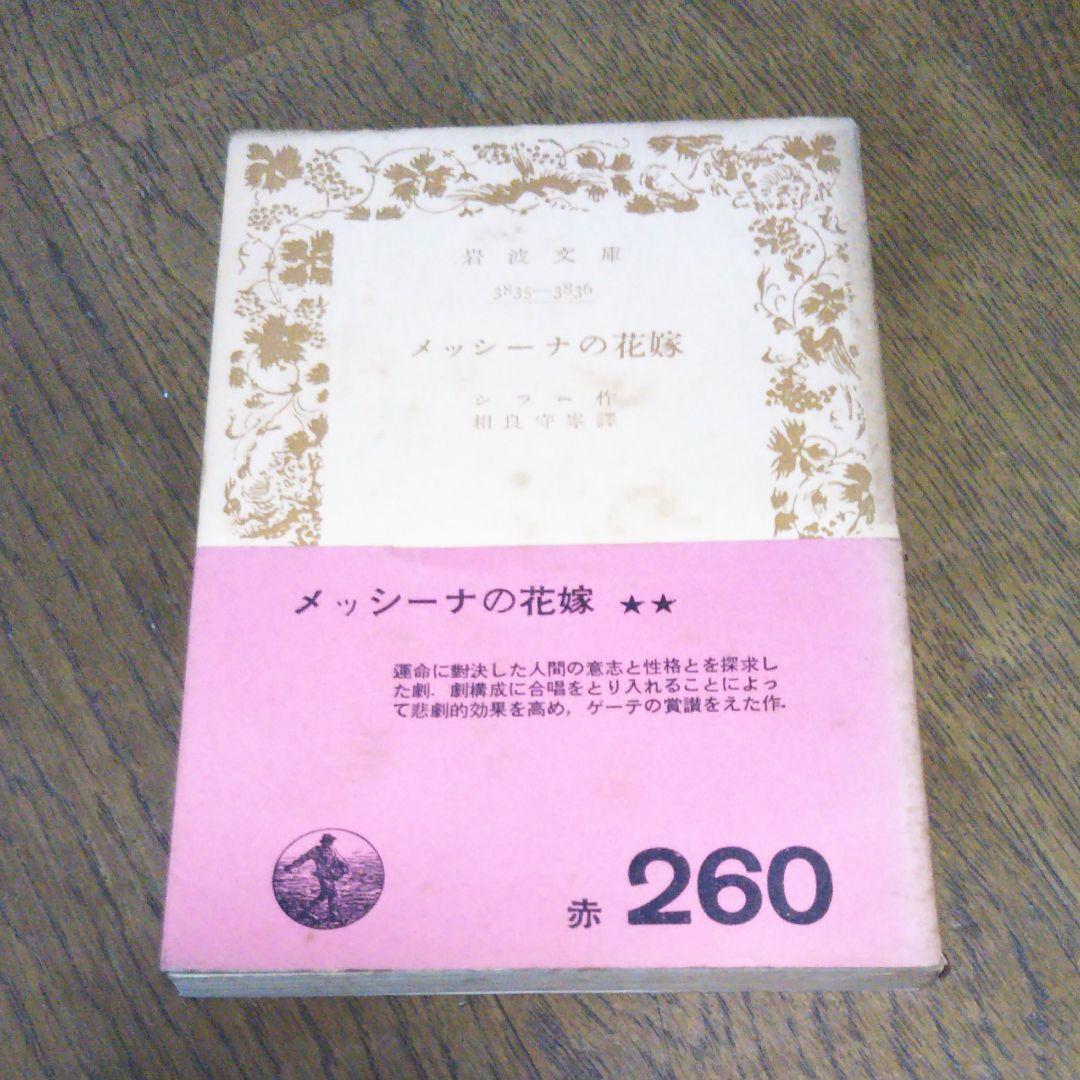 岩波文庫
3835—3836
メッシーナの花嫁
シラー作
相良守峯譯
メッシーナの花嫁 ★★
運命に對決した人間の意志と性格とを探求し
た劇．劇構成に合唱をとり入れることによっ
て悲劇的効果を高め，ゲーテの賞讃をえた作．
赤 260